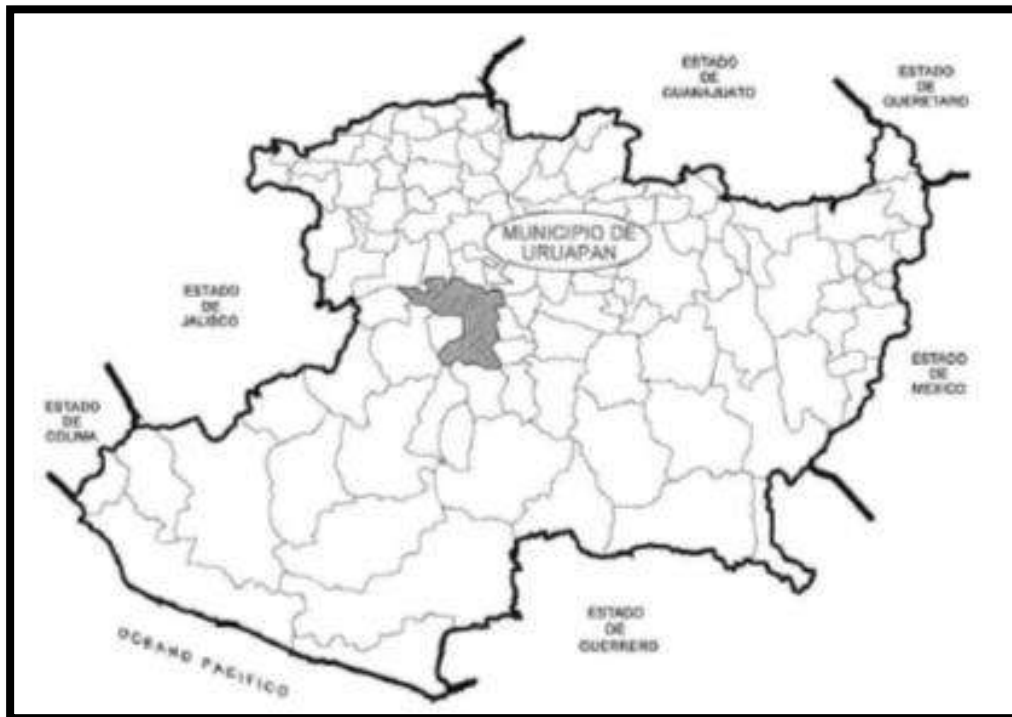 ESTADO
DE
GUANAJUATO
ESTADO
DE
QUERETARO
MUNICIPIO DE
URUAPAN
ESTADO
DE
JALISCO
ESTADO
DE
MEXICO
ESTADO
DE
COLIMA
ESTADO
DE
GUERRERO
OCEANO PACIFICO